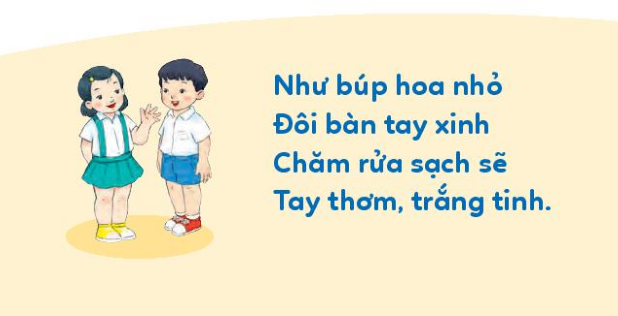 Như búp hoa nhỏ
Đôi bàn tay xinh
Chăm rửa sạch sẽ
Tay thơm, trắng tinh.